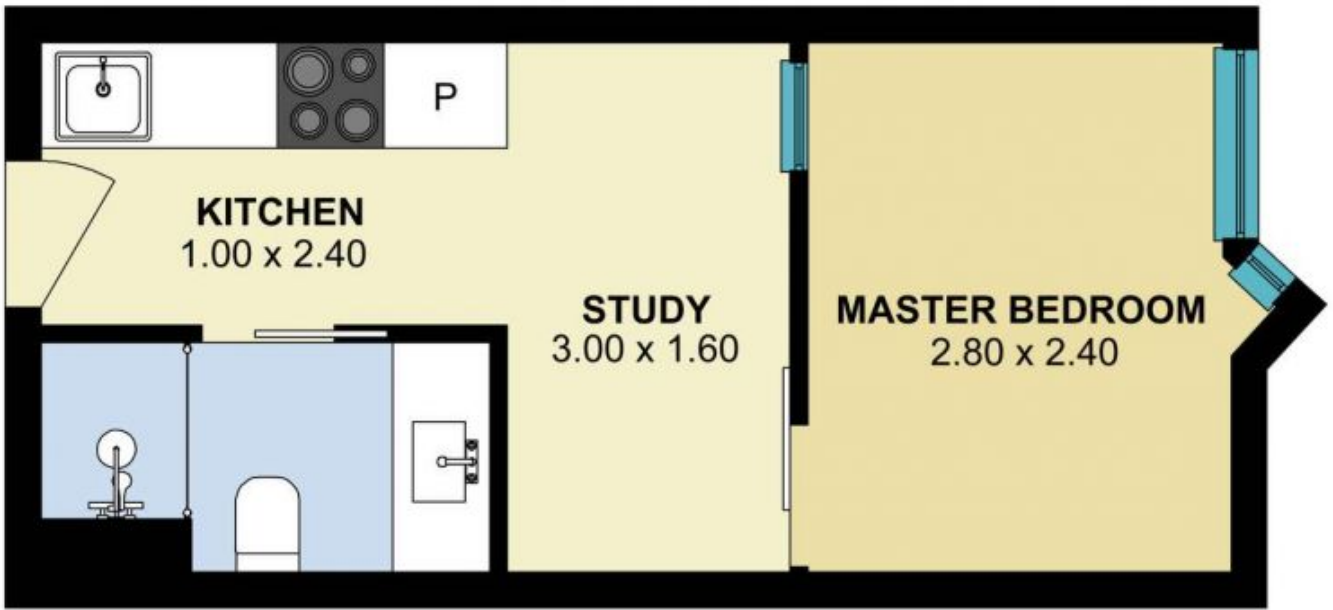 P
KITCHEN
1.00 x 2.40
STUDY
3.00 x 1.60
MASTER BEDROOM
2.80 x 2.40